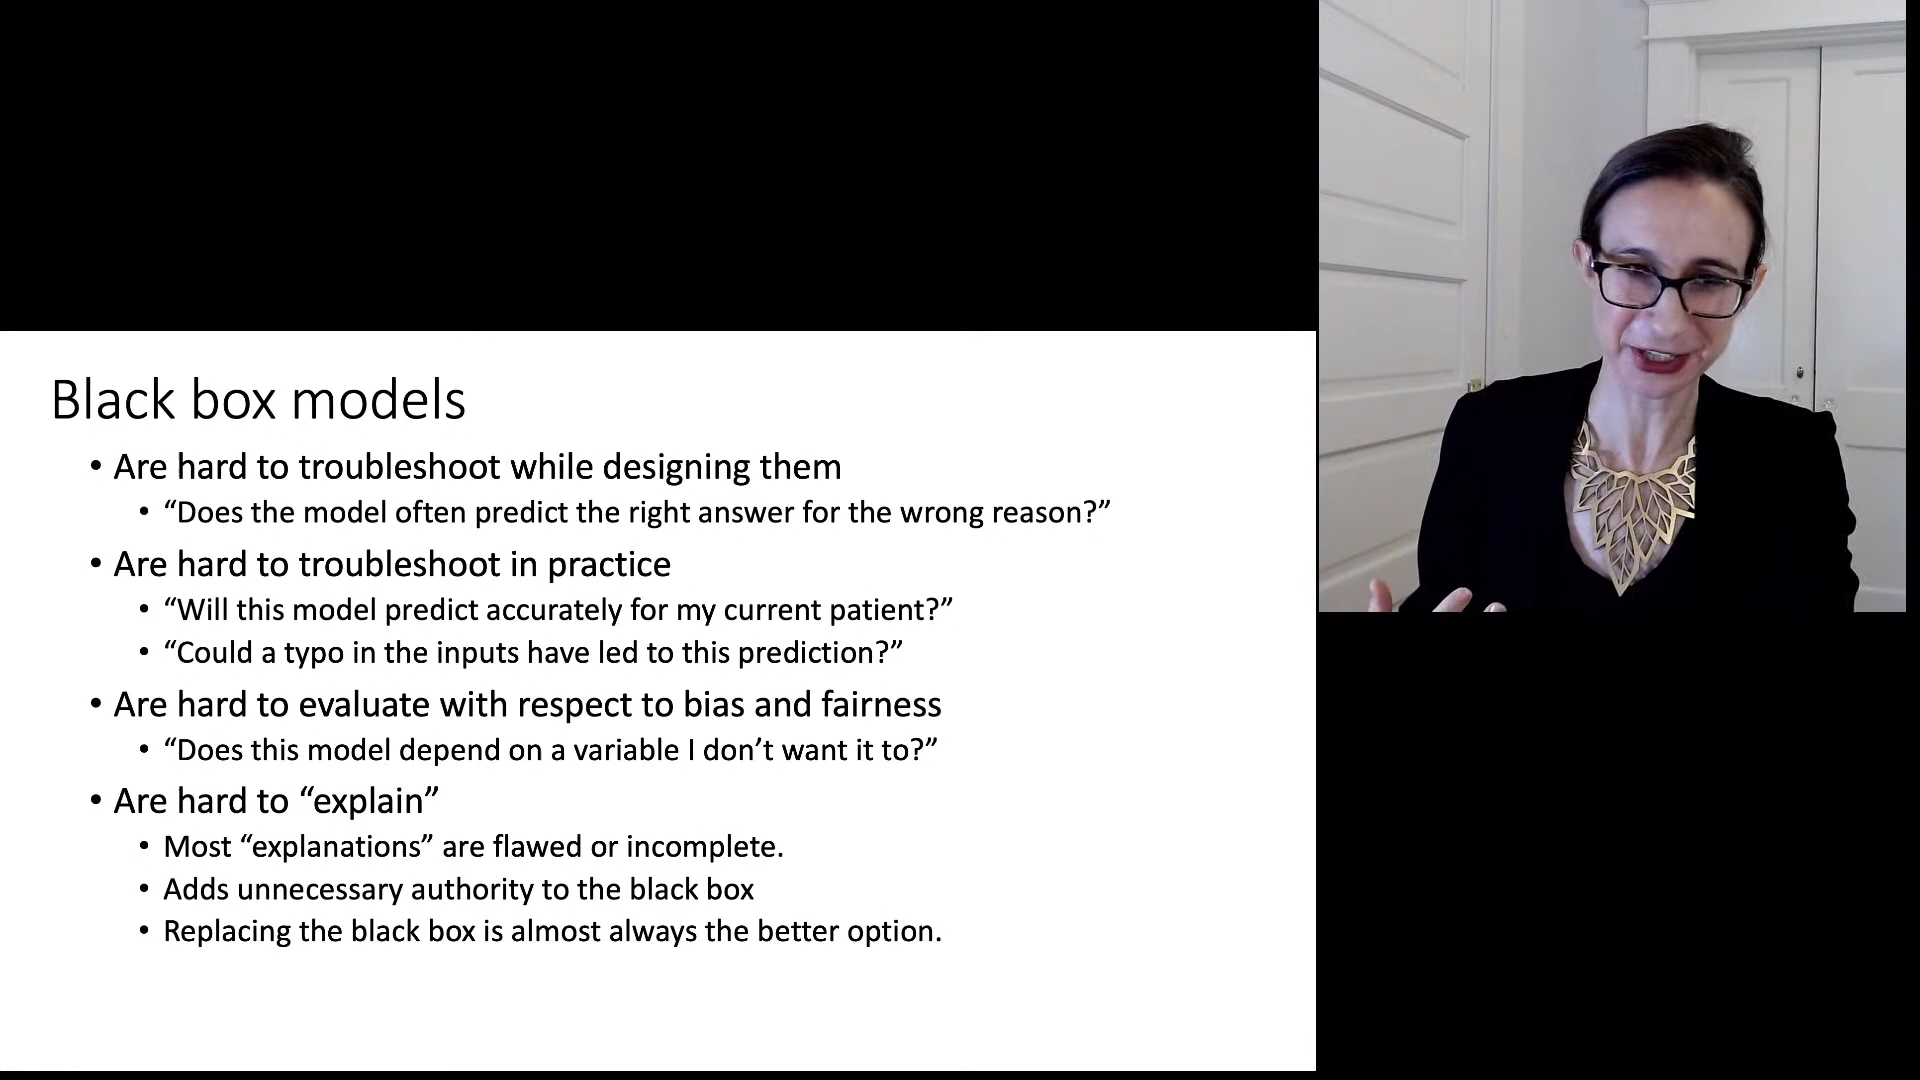 Black box models
• Are hard to troubleshoot while designing them
• “Does the model often predict the right answer for the wrong reason?”
• Are hard to troubleshoot in practice
• “Will this model predict accurately for my current patient?”
• “Could a typo in the inputs have led to this prediction?”
• Are hard to evaluate with respect to bias and fairness
• “Does this model depend on a variable I don’t want it to?”
• Are hard to “explain”
• Most “explanations” are flawed or incomplete.
• Adds unnecessary authority to the black box
• Replacing the black box is almost always the better option.